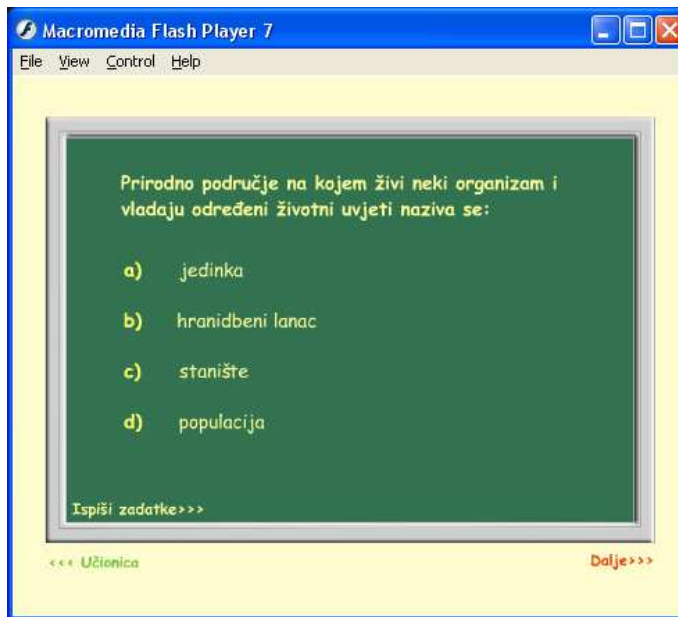 Macromedia Flash Player 7
File View Control Help
Prirodno područje na kojem živi neki organizam i
vladaju određeni životni uvjeti naziva se:
a) jedinka
b) hranidbeni lanac
c) stanište
d) populacija
Ispiši zadatke>>>
<<< Učionica
Dalje>>>